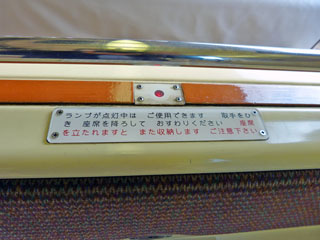 ランプが点灯中は ご使用できます 取手をひ
き 座席を降ろして おすわりください 座席
を立たれますと また収納します ご注意下さい